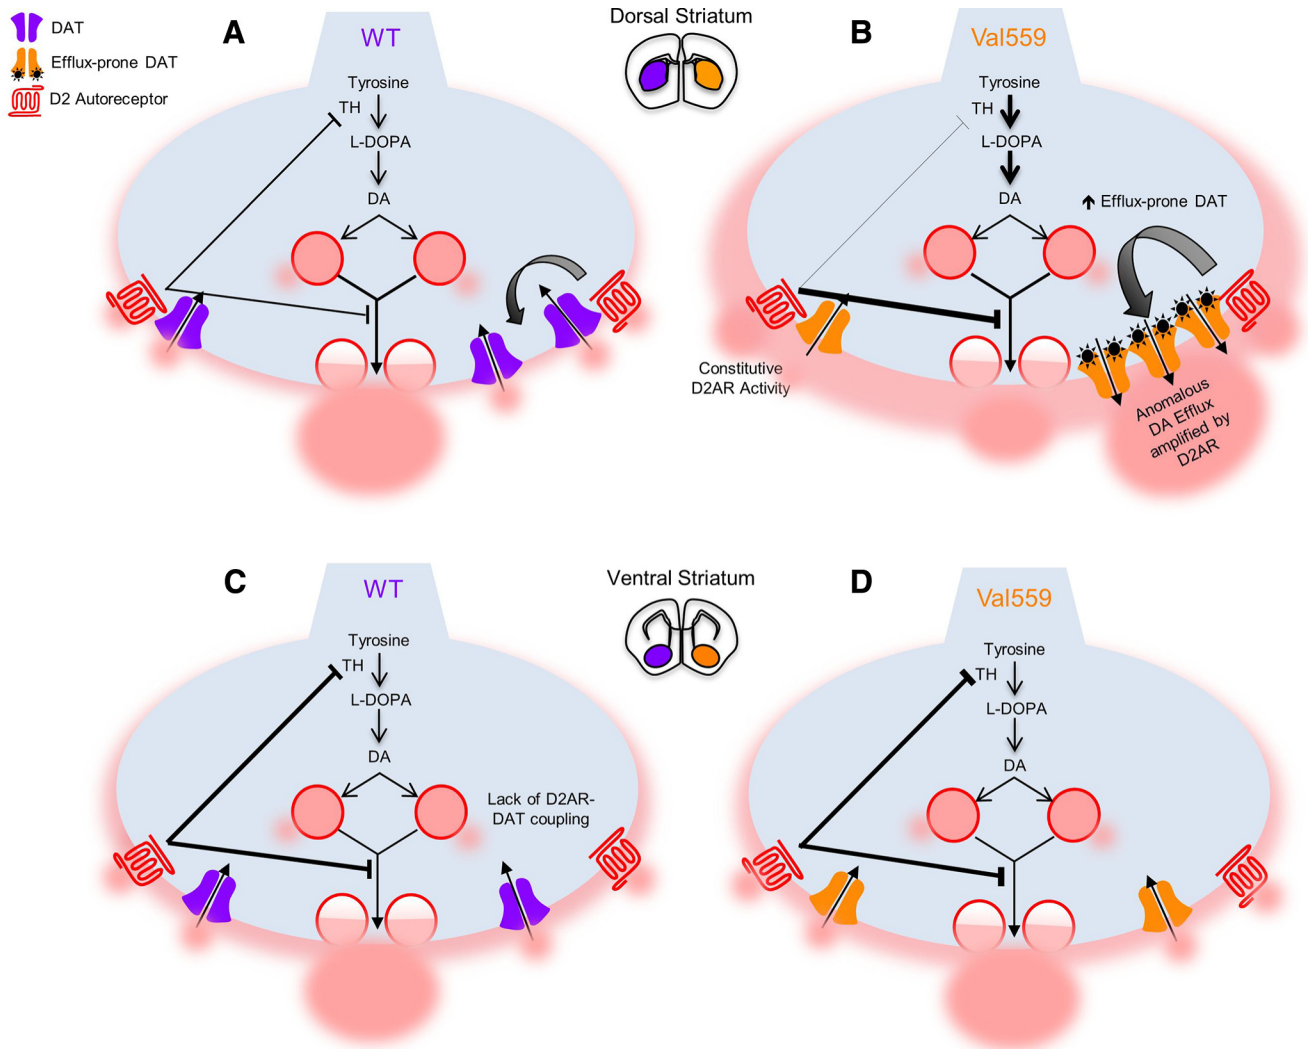 DAT
Efflux-prone DAT
D2 Autoreceptor
A
WT
Tyrosine
TH
L-DOPA
DA
Dorsal Striatum
B
Val559
Tyrosine
TH
L-DOPA
DA
Efflux-prone DAT
Constitutive
D2AR Activity
Anomalous
DA Efflux
amplified by
D2AR
C
WT
Tyrosine
TH
L-DOPA
DA
Lack of D2AR-
DAT coupling
Ventral Striatum
D
Val559
Tyrosine
TH
L-DOPA
DA